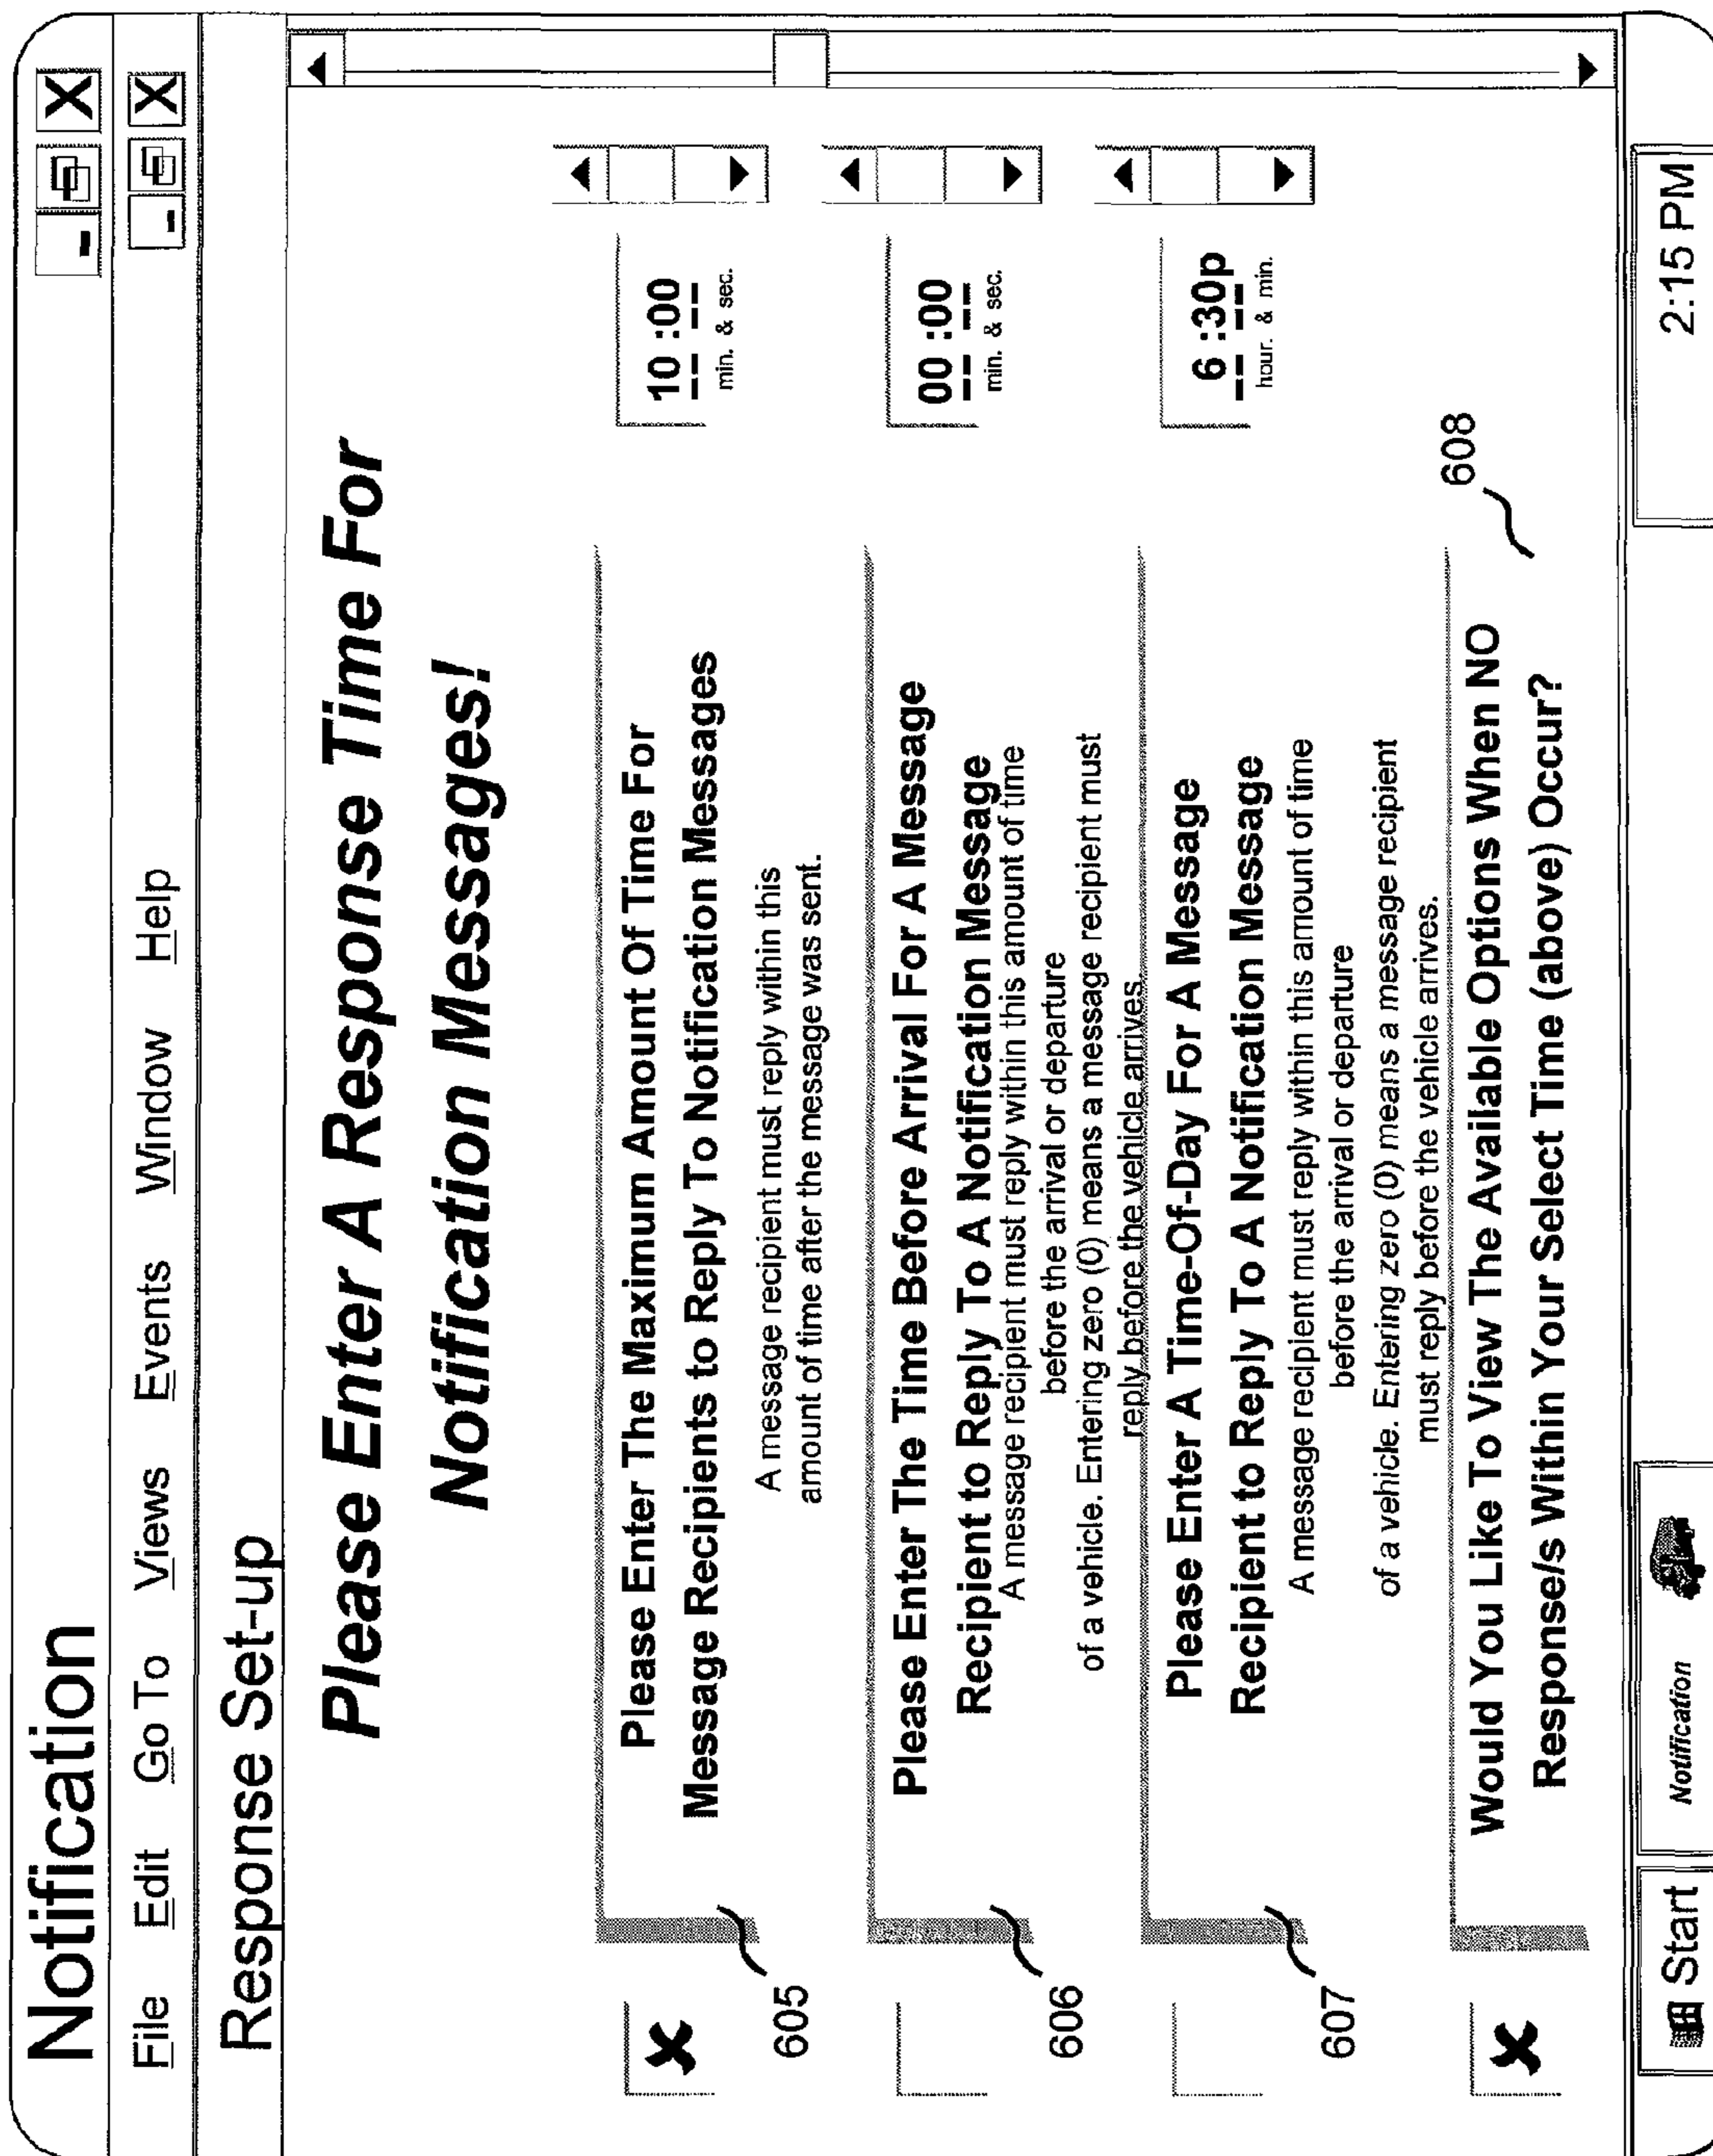 Notification
File Edit Go To Views Events Window Help
Response Set-up
Please Enter A Response Time For
Notification Messages!
Please Enter The Maximum Amount Of Time For
Message Recipients to Reply To Notification Messages
A message recipient must reply within this
amount of time after the message was sent.
10 :00
min. & sec.
605
Please Enter The Time Before Arrival For A Message
Recipient to Reply To A Notification Message
A message recipient must reply within this amount of time
before the arrival or departure
of a vehicle. Entering zero (0) means a message recipient must
reply before the vehicle arrives.
00 :00
min. & sec.
606
Please Enter A Time-Of-Day For A Message
Recipient to Reply To A Notification Message
A message recipient must reply within this amount of time
before the arrival or departure
of a vehicle. Entering zero (0) means a message recipient
must reply before the vehicle arrives.
6 :30p
hour. & min.
607
608
Would You Like To View The Available Options When NO
Response/s Within Your Select Time (above) Occur?
Start Notification 2:15 PM